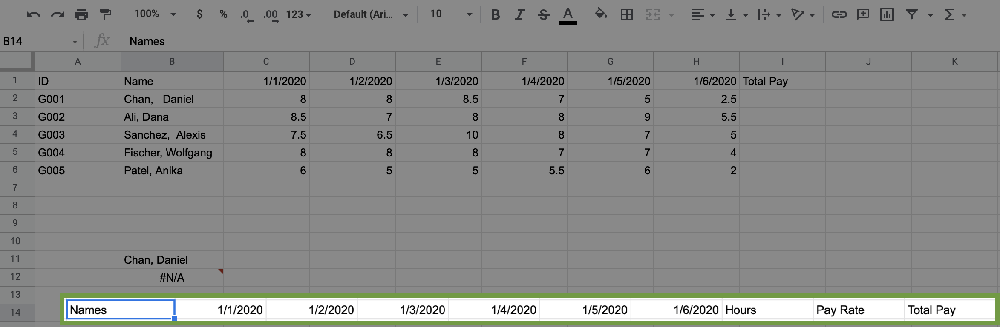 100% $ % .0 .00 123 Default (Ari... 10 B I S A
B14 fx Names
A B C D E F G H I J K
1 ID Name 1/1/2020 1/2/2020 1/3/2020 1/4/2020 1/5/2020 1/6/2020 Total Pay
2 G001 Chan, Daniel 8 8 8.5 7 5 2.5
3 G002 Ali, Dana 8.5 7 8 8 9 5.5
4 G003 Sanchez, Alexis 7.5 6.5 10 8 7 5
5 G004 Fischer, Wolfgang 8 8 8 7 7 4
6 G005 Patel, Anika 6 5 5 5.5 6 2
7
8
9
10
11 Chan, Daniel
12 #N/A
13
14 Names 1/1/2020 1/2/2020 1/3/2020 1/4/2020 1/5/2020 1/6/2020 Hours Pay Rate Total Pay